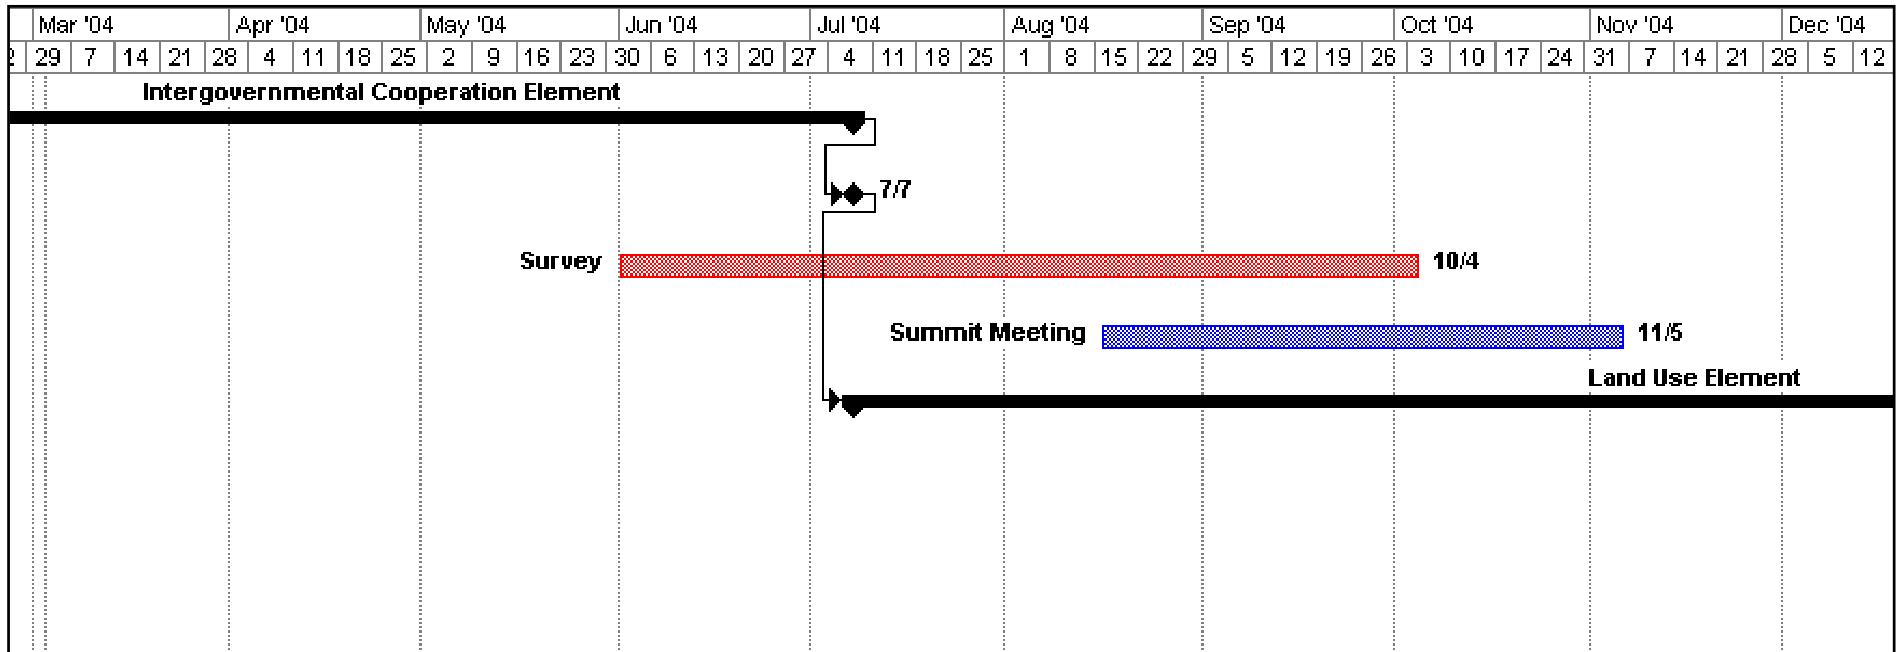 Mar '04 Apr '04 May '04 Jun '04 Jul '04 Aug '04 Sep '04 Oct '04 Nov '04 Dec '04
2 29 7 14 21 28 4 11 18 25 2 9 16 23 30 6 13 20 27 4 11 18 25 1 8 15 22 29 5 12 19 26 3 10 17 24 31 7 14 21 28 5 12
Intergovernmental Cooperation Element
7/7
Survey 10/4
Summit Meeting 11/5
Land Use Element